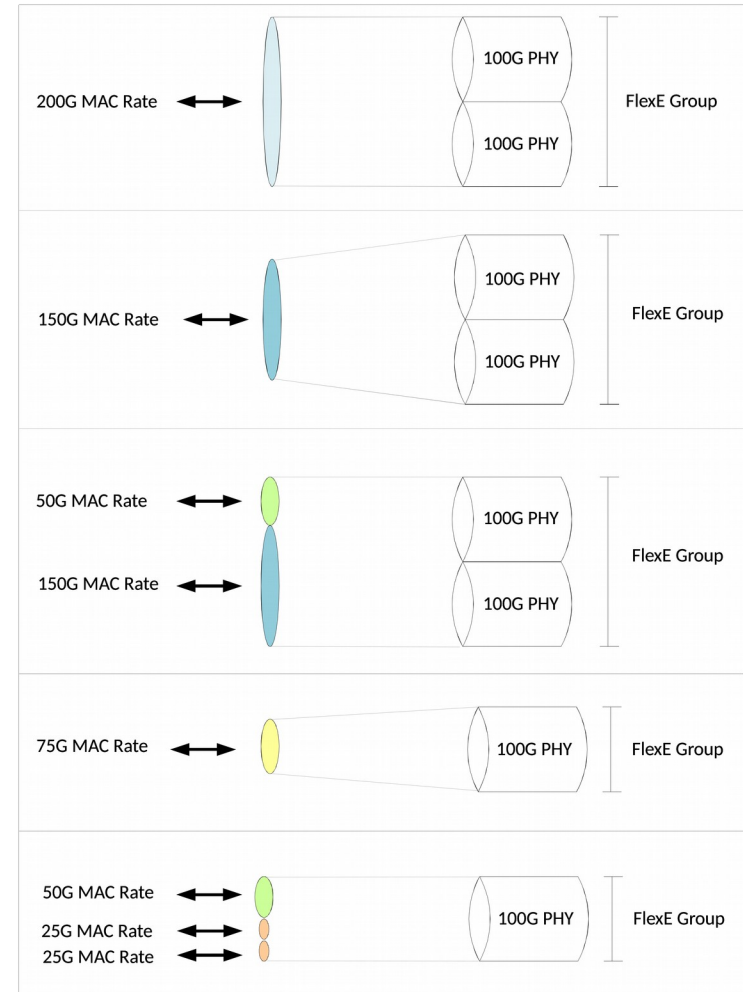 100G PHY
200G MAC Rate
FlexE Group
100G PHY
100G PHY
150G MAC Rate
FlexE Group
100G PHY
50G MAC Rate
100G PHY
FlexE Group
150G MAC Rate
100G PHY
75G MAC Rate
100G PHY
FlexE Group
50G MAC Rate
25G MAC Rate
25G MAC Rate
100G PHY
FlexE Group